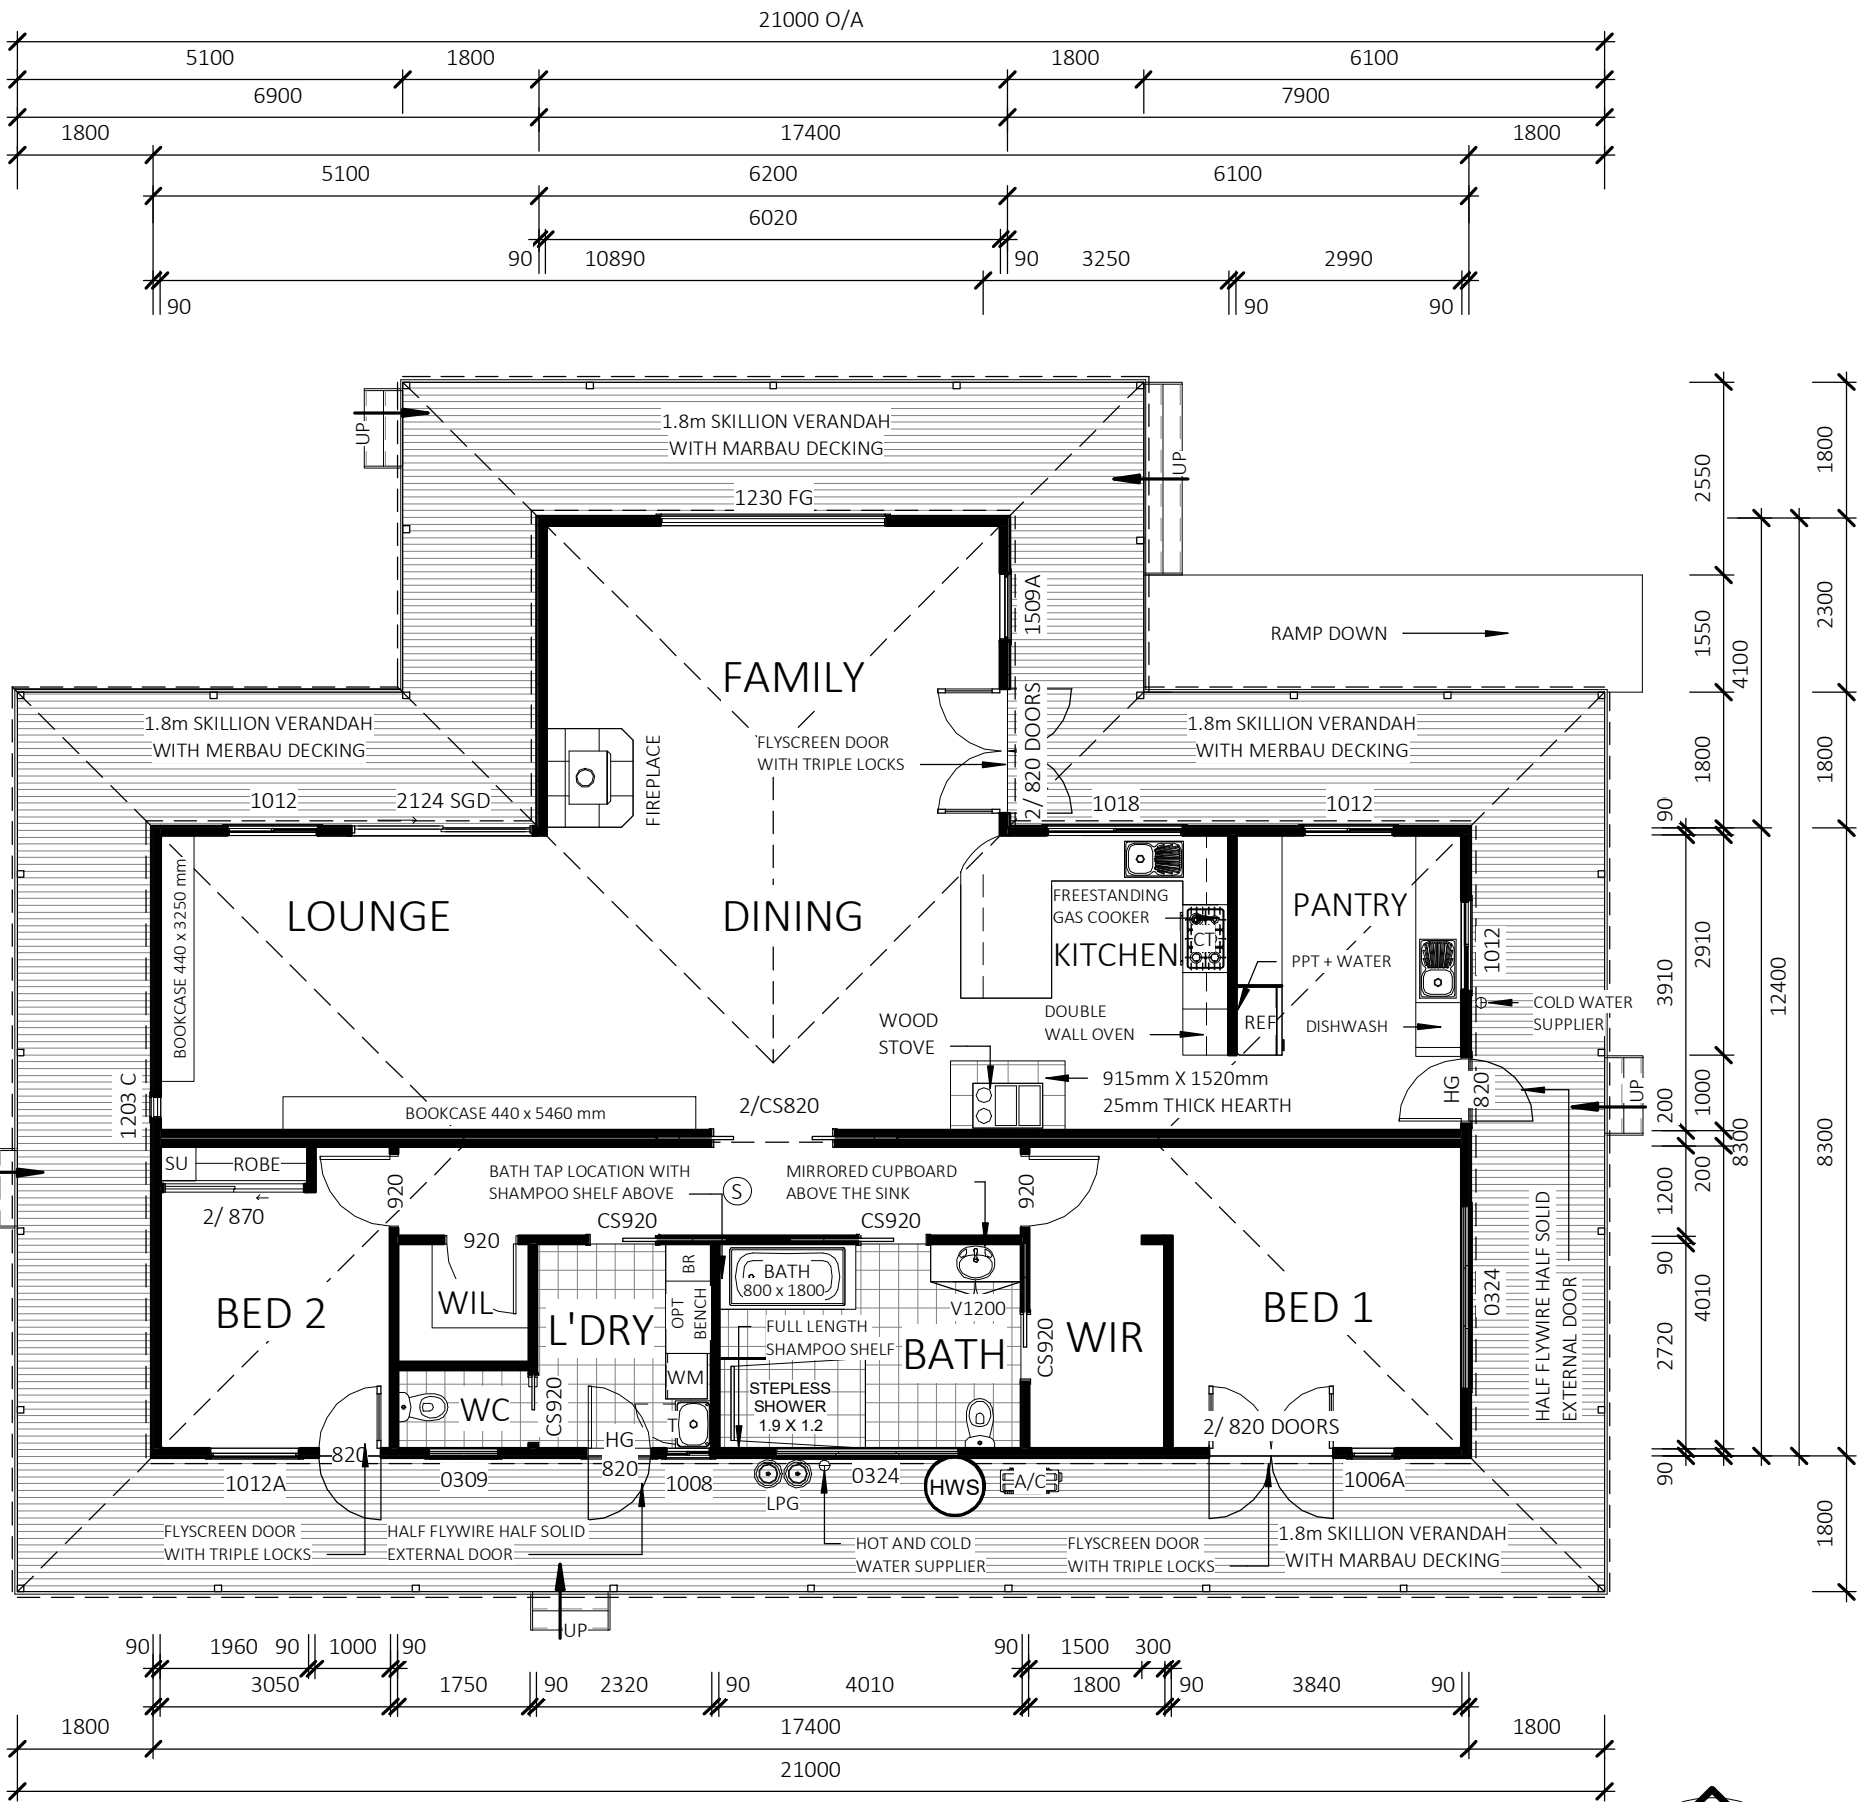 21000 O/A
5100 1800 1800 6100
6900 7900
1800 17400 1800
5100 6200 6100
6020
90 10890 90 3250 2990
90 90 90
1.8m SKILLION VERANDAH
WITH MARBAU DECKING
UP
UP
1230 FG
1509A
RAMP DOWN
FAMILY
1.8m SKILLION VERANDAH
WITH MERBAU DECKING
FLYSCREEN DOOR
WITH TRIPLE LOCKS
2/ 820 DOORS
1.8m SKILLION VERANDAH
WITH MERBAU DECKING
FIREPLACE
1012 2124 SGD
1018 1012
BOOKCASE 440 x 3250 mm
LOUNGE
DINING
FREESTANDING
GAS COOKER
CT
KITCHEN
PANTRY
PPT + WATER
1012
COLD WATER
SUPPLIER
DOUBLE
WALL OVEN
REF
DISHWASH
WOOD
STOVE
915mm X 1520mm
25mm THICK HEARTH
HG
820
UP
1203 C
BOOKCASE 440 x 5460 mm
2/CS820
SU ROBE
2/ 870
920
BATH TAP LOCATION WITH
SHAMPOO SHELF ABOVE
S
MIRRORED CUPBOARD
ABOVE THE SINK
920
CS920 CS920
920
BR
BATH
800 x 1800
OPT
BENCH
V1200
BED 2
WIL
L'DRY
FULL LENGTH
SHAMPOO SHELF
BATH
CS920
WIR
BED 1
0324
HALF FLYWIRE HALF SOLID
EXTERNAL DOOR
WM
STEPLESS
SHOWER
1.9 X 1.2
WC
CS920
T
HG
820
820
2/ 820 DOORS
1012A 0309 1008 0324 1006A
LPG
HWS
A/C
FLYSCREEN DOOR
WITH TRIPLE LOCKS
HALF FLYWIRE HALF SOLID
EXTERNAL DOOR
HOT AND COLD
WATER SUPPLIER
FLYSCREEN DOOR
WITH TRIPLE LOCKS
1.8m SKILLION VERANDAH
WITH MARBAU DECKING
UP
2550 1800
1550 2300
4100
1800 1800
90
3910 2910 12400
200 1000
8300 8300
1200 200
90
2720 4010
90
1800
90 1960 90 1000 90 90 1500 300
3050 1750 90 2320 90 4010 1800 90 3840 90
1800 17400 1800
21000